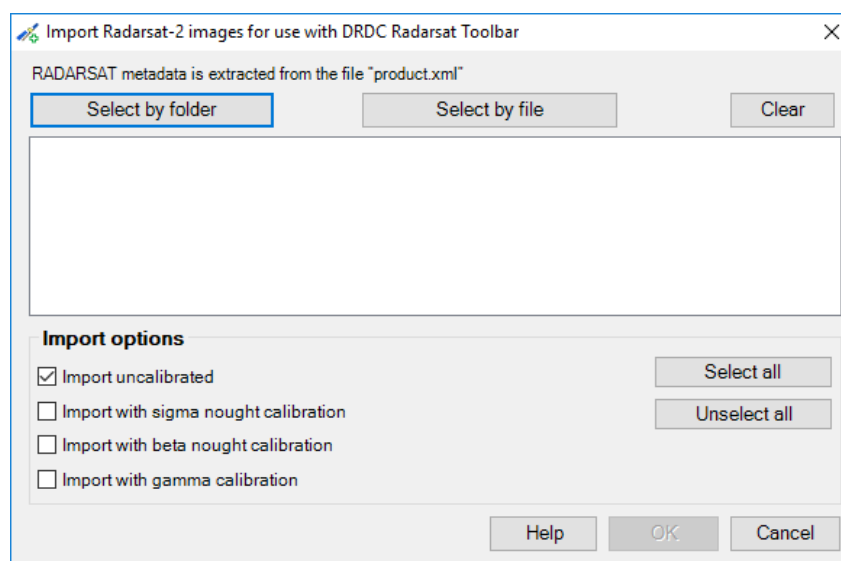 Import Radarsat-2 images for use with DRDC Radarsat Toolbar
RADARSAT metadata is extracted from the file "product.xml"
Select by folder Select by file Clear
Import options
Import uncalibrated
Select all
Import with sigma nought calibration
Unselect all
Import with beta nought calibration
Import with gamma calibration
Help OK Cancel